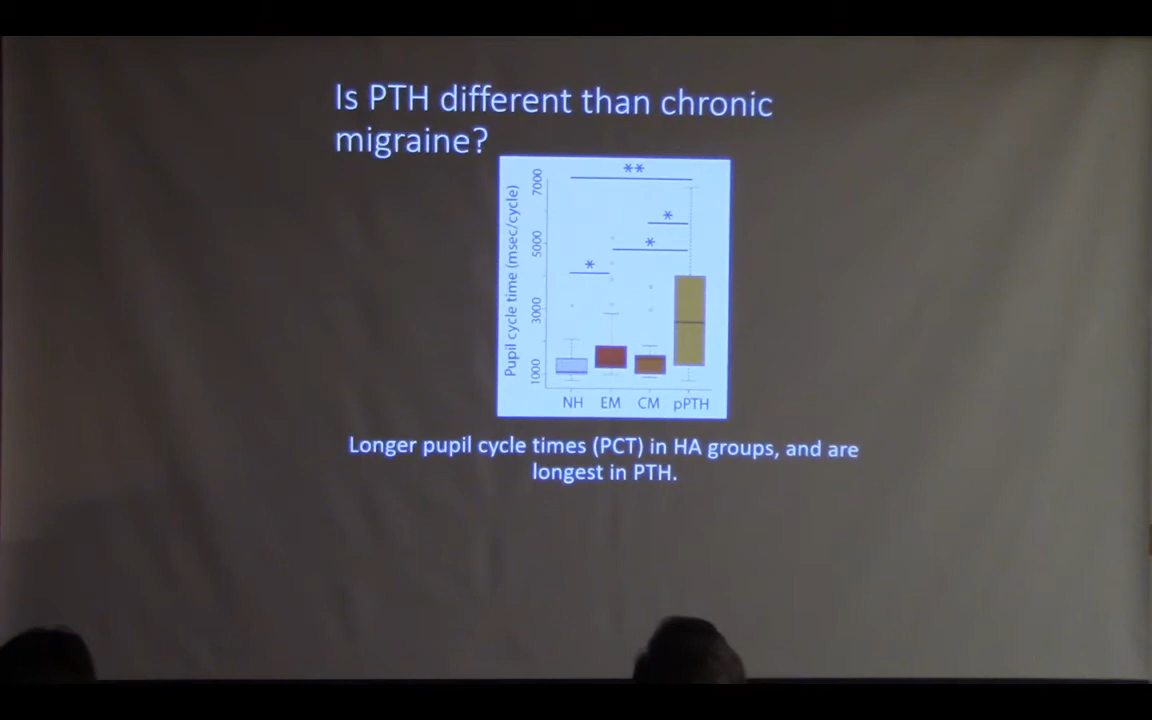 Is PTH different than chronic
migraine?
**
*
*
*
Pupil cycle time (msec/cycle)
7000
5000
3000
1000
NH EM CM pPTH
Longer pupil cycle times (PCT) in HA groups, and are
longest in PTH.